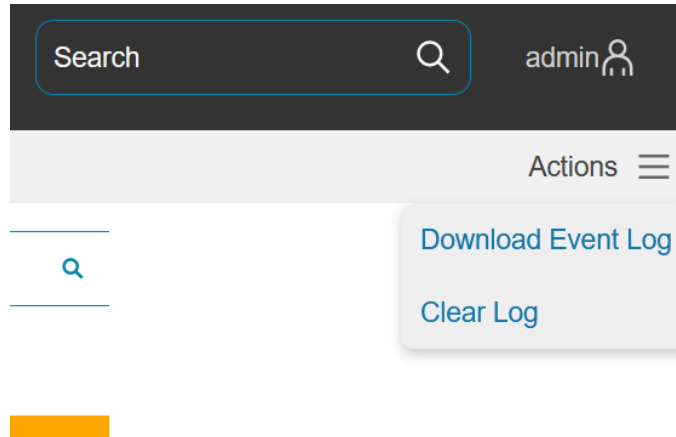 Search
admin
Actions
Download Event Log
Clear Log